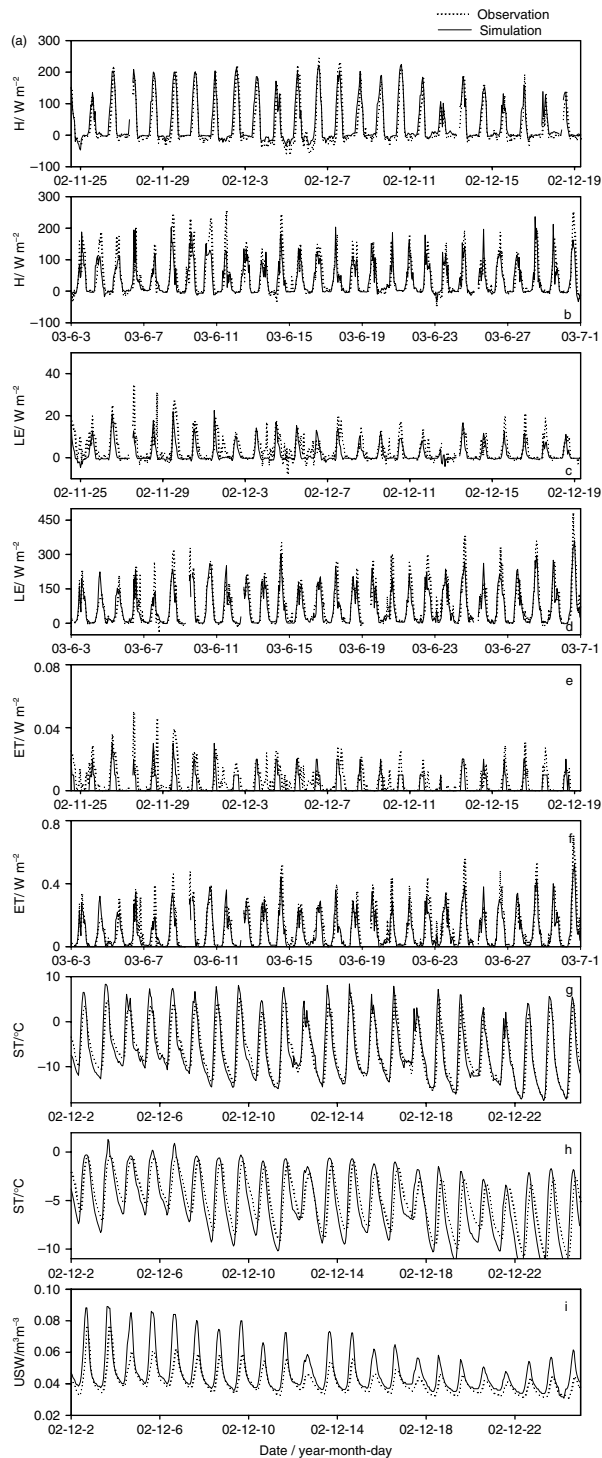 Observation
Simulation
(a)
300
200
100
0
−100
H/ W m−2
02-11-25 02-11-29 02-12-3 02-12-7 02-12-11 02-12-15 02-12-19
300
200
100
0
−100
H/ W m−2
b
03-6-3 03-6-7 03-6-11 03-6-15 03-6-19 03-6-23 03-6-27 03-7-1
40
20
0
LE/ W m−2
c
02-11-25 02-11-29 02-12-3 02-12-7 02-12-11 02-12-15 02-12-19
450
300
150
0
LE/ W m−2
d
03-6-3 03-6-7 03-6-11 03-6-15 03-6-19 03-6-23 03-6-27 03-7-1
0.08
0.04
0
ET/ W m−2
e
02-11-25 02-11-29 02-12-3 02-12-7 02-12-11 02-12-15 02-12-19
0.8
0.4
0
ET/ W m−2
f
03-6-3 03-6-7 03-6-11 03-6-15 03-6-19 03-6-23 03-6-27 03-7-1
10
0
−10
ST/°C
g
02-12-2 02-12-6 02-12-10 02-12-14 02-12-18 02-12-22
0
−5
−10
ST/°C
h
02-12-2 02-12-6 02-12-10 02-12-14 02-12-18 02-12-22
0.10
0.08
0.06
0.04
0.02
USW/m3m−3
i
02-12-2 02-12-6 02-12-10 02-12-14 02-12-18 02-12-22
Date / year-month-day